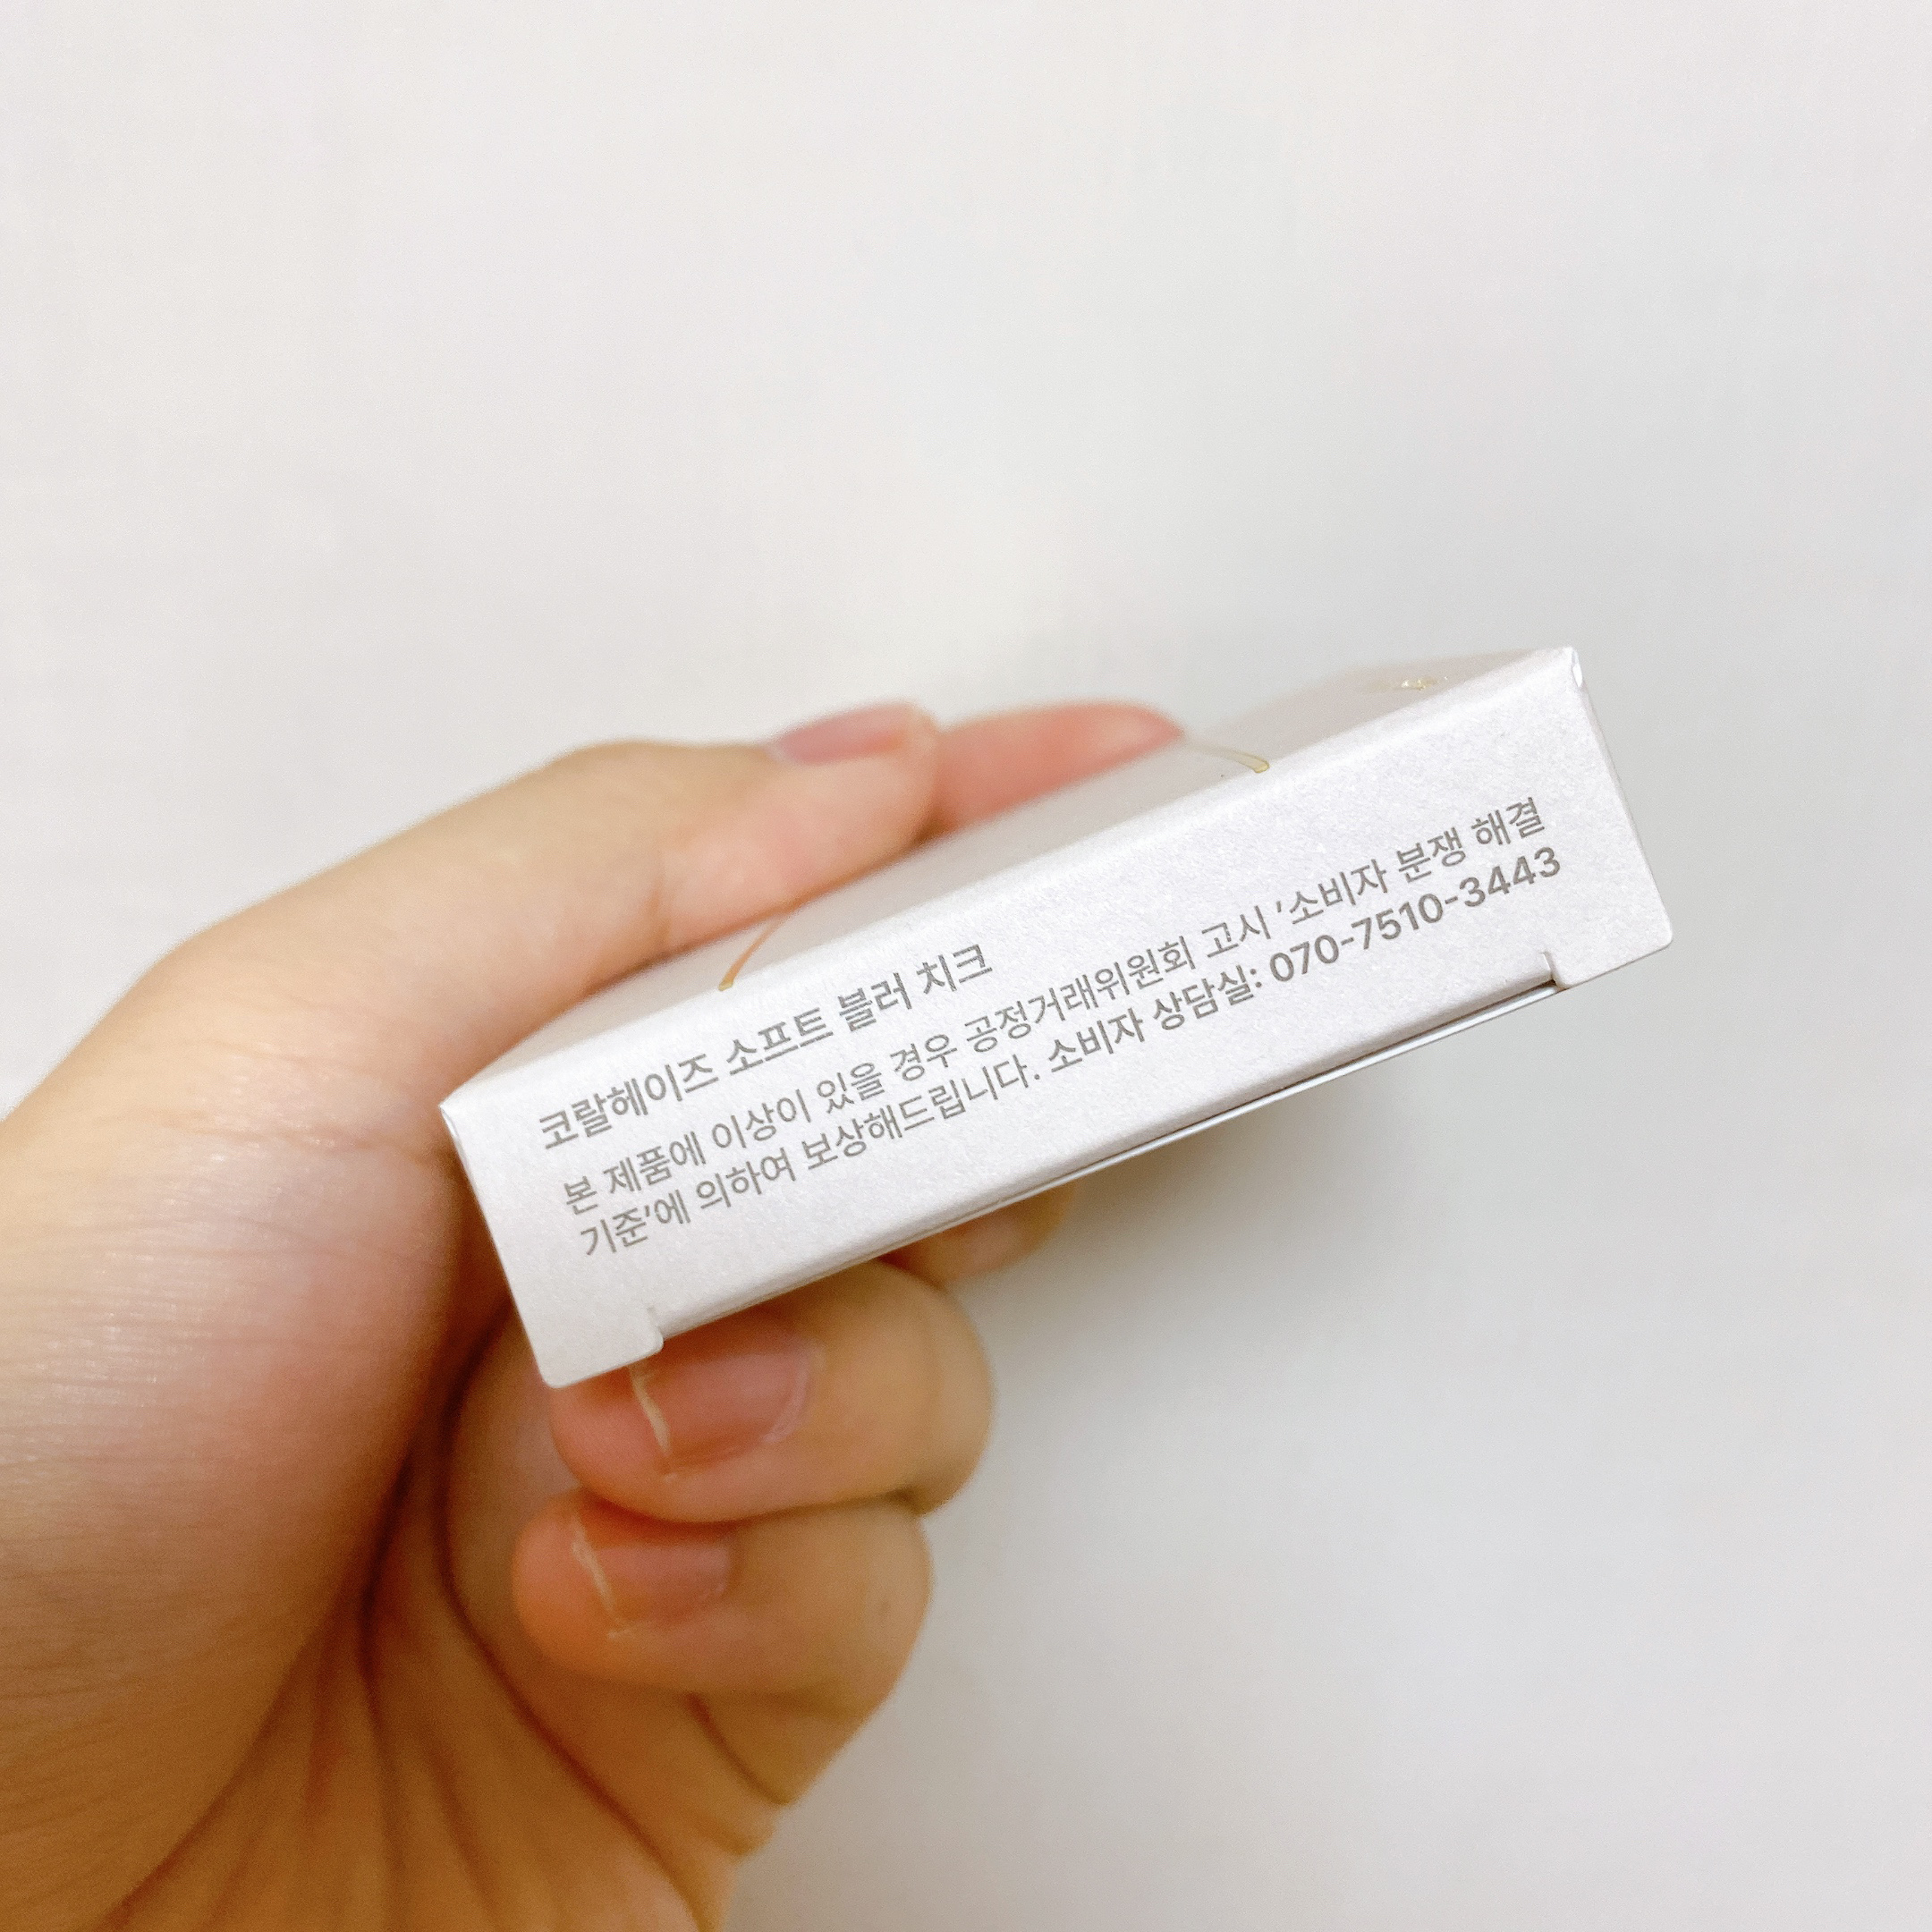 코랄헤이즈 소프트 블러 치크
본 제품에 이상이 있을 경우 공정거래위원회 고시 '소비자 분쟁 해결
기준'에 의하여 보상해드립니다. 소비자 상담실: 070-7510-3443